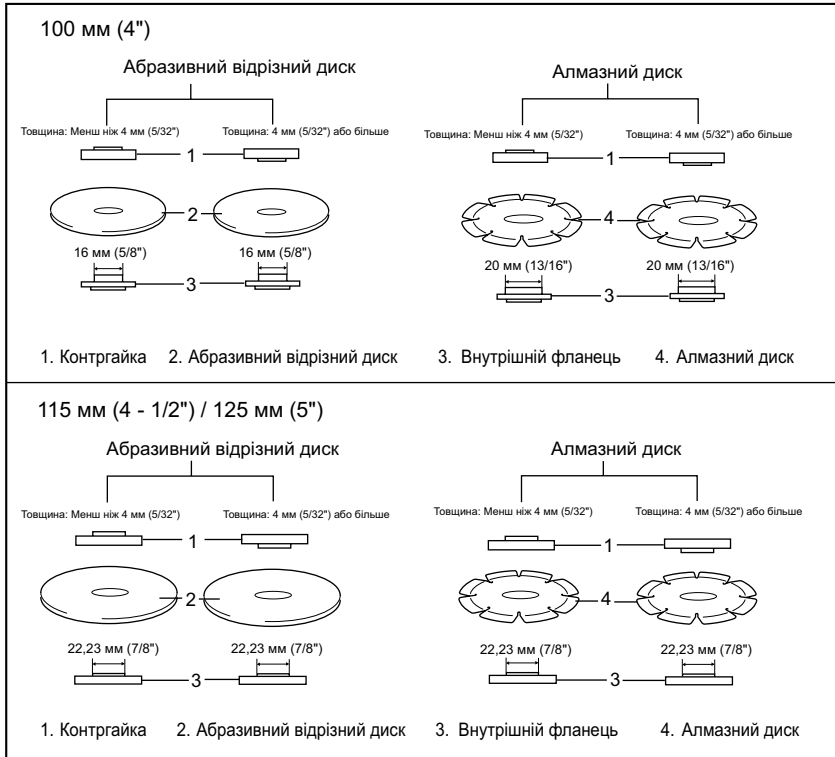 100 мм (4")
Абразивний відрізний диск
Алмазний диск
Товщина: Менш ніж 4 мм (5/32") Товщина: 4 мм (5/32") або більше
Товщина: Менш ніж 4 мм (5/32") Товщина: 4 мм (5/32") або більше
1 1
2 4
16 мм (5/8") 16 мм (5/8") 20 мм (13/16") 20 мм (13/16")
3 3
1. Контргайка 2. Абразивний відрізний диск 3. Внутрішній фланець 4. Алмазний диск
115 мм (4 - 1/2") / 125 мм (5")
Абразивний відрізний диск
Алмазний диск
Товщина: Менш ніж 4 мм (5/32") Товщина: 4 мм (5/32") або більше
Товщина: Менш ніж 4 мм (5/32") Товщина: 4 мм (5/32") або більше
1 1
2 4
22,23 мм (7/8") 22,23 мм (7/8") 22,23 мм (7/8") 22,23 мм (7/8")
3 3
1. Контргайка 2. Абразивний відрізний диск 3. Внутрішній фланець 4. Алмазний диск